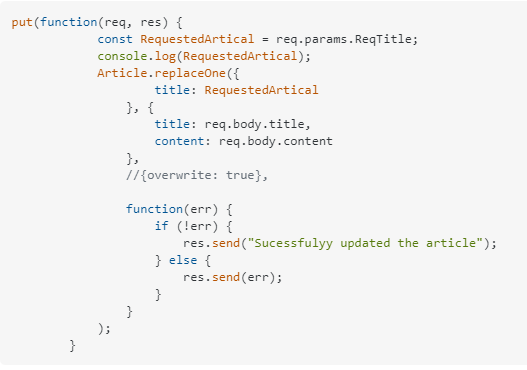 put(function(req, res) {
            const RequestedArtical = req.params.ReqTitle;
            console.log(RequestedArtical);
            Article.replaceOne({
                    title: RequestedArtical
                }, {
                    title: req.body.title,
                    content: req.body.content
                },
                //{overwrite: true},

                function(err) {
                    if (!err) {
                        res.send("Sucessfulyy updated the article");
                    } else {
                        res.send(err);
                    }
                }
            );
        }